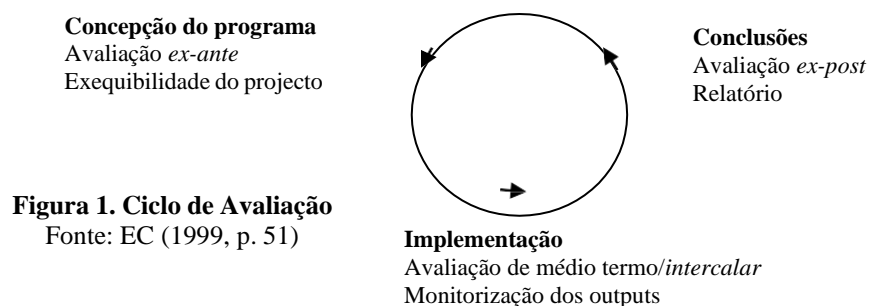 Concepção do programa
Avaliação ex-ante
Exequibilidade do projecto
Conclusões
Avaliação ex-post
Relatório
Figura 1. Ciclo de Avaliação
Fonte: EC (1999, p. 51)
Implementação
Avaliação de médio termo/intercalar
Monitorização dos outputs